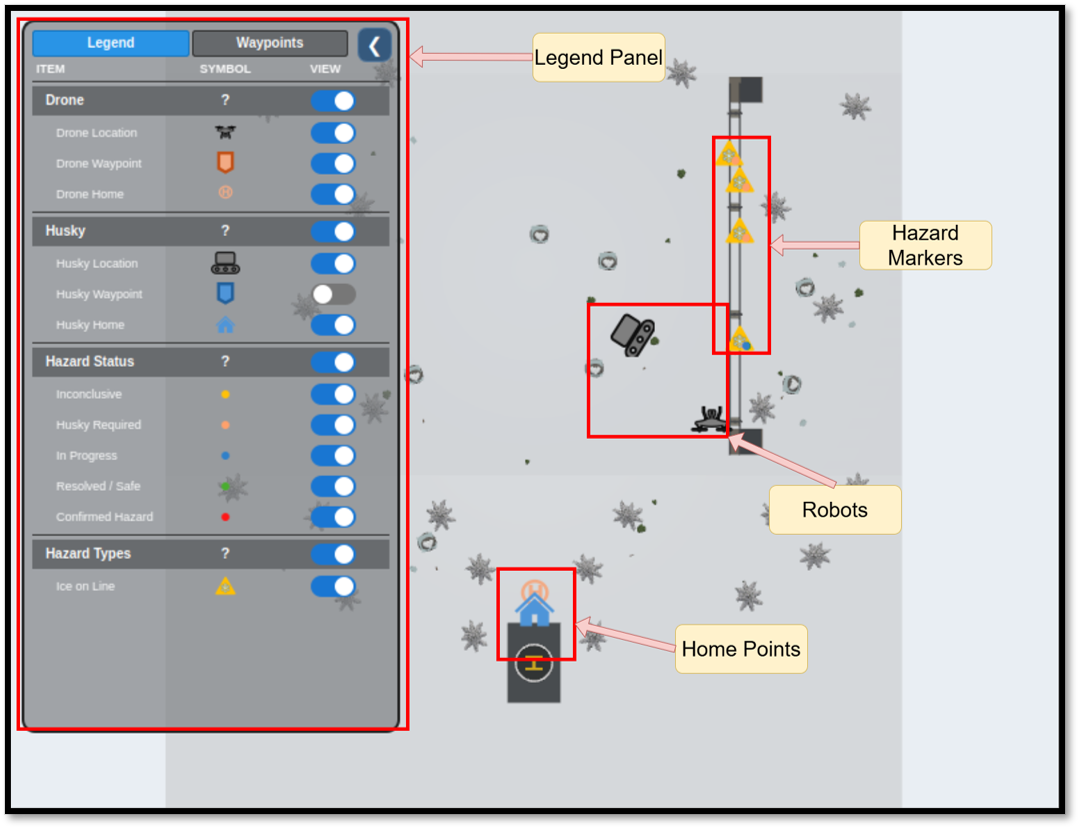 Legend
Waypoints
ITEM SYMBOL VIEW
Drone ?
Drone Location
Drone Waypoint
Drone Home
H
Husky ?
Husky Location
Husky Waypoint
Husky Home
Hazard Status ?
Inconclusive
Husky Required
In Progress
Resolved / Safe
Confirmed Hazard
Hazard Types ?
Ice on Line
Legend Panel
Hazard
Markers
Robots
H
Home Points
H